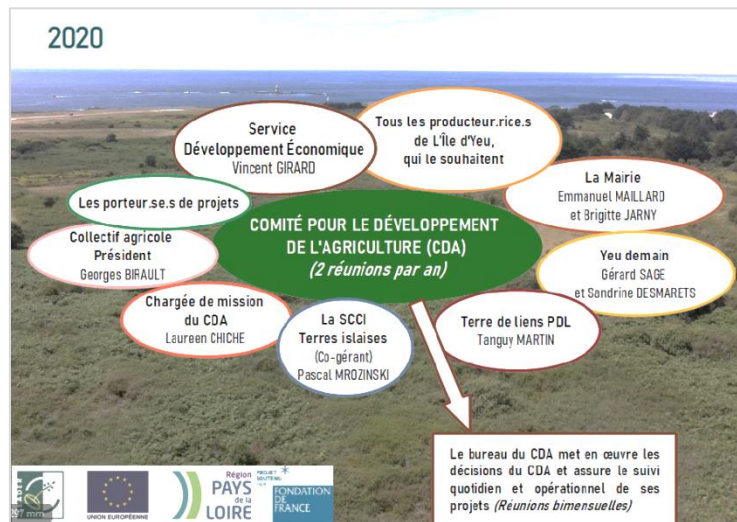 2020
Service
Développement Économique
Vincent GIRARD
Tous les producteur.rice.s
de L'Île d'Yeu,
qui le souhaitent
La Mairie
Emmanuel MAILLARD
et Brigitte JARNY
Les porteur.se.s de projets
COMITÉ POUR LE DÉVELOPPEMENT
DE L'AGRICULTURE (CDA)
(2 réunions par an)
Collectif agricole
Président
Georges BIRAULT
Yeu demain
Gérard SAGE
et Sandrine DESMARETS
Chargée de mission
du CDA
Laureen CHICHE
La SCCI
Terres islaises
(Co-gérant)
Pascal MROZINSKI
Terre de liens PDL
Tanguy MARTIN
Le bureau du CDA met en œuvre les
décisions du CDA et assure le suivi
quotidien et opérationnel de ses
projets (Réunions bimensuelles)
297 mm
UNION EUROPÉENNE
Région
PAYS
de la
LOIRE
PROJET
SOUTENU
FONDATION
DE
FRANCE